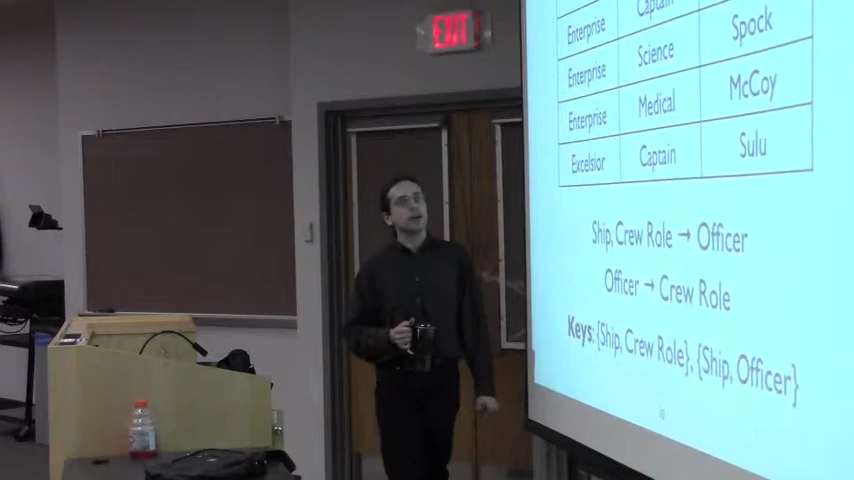 EXIT
Captain
Enterprise
Spock
Enterprise Science
McCoy
Enterprise Medical
Sulu
Excelsior Captain
Ship, Crew Role → Officer
Officer → Crew Role
Keys: {Ship, Crew Role}, {Ship, Officer}